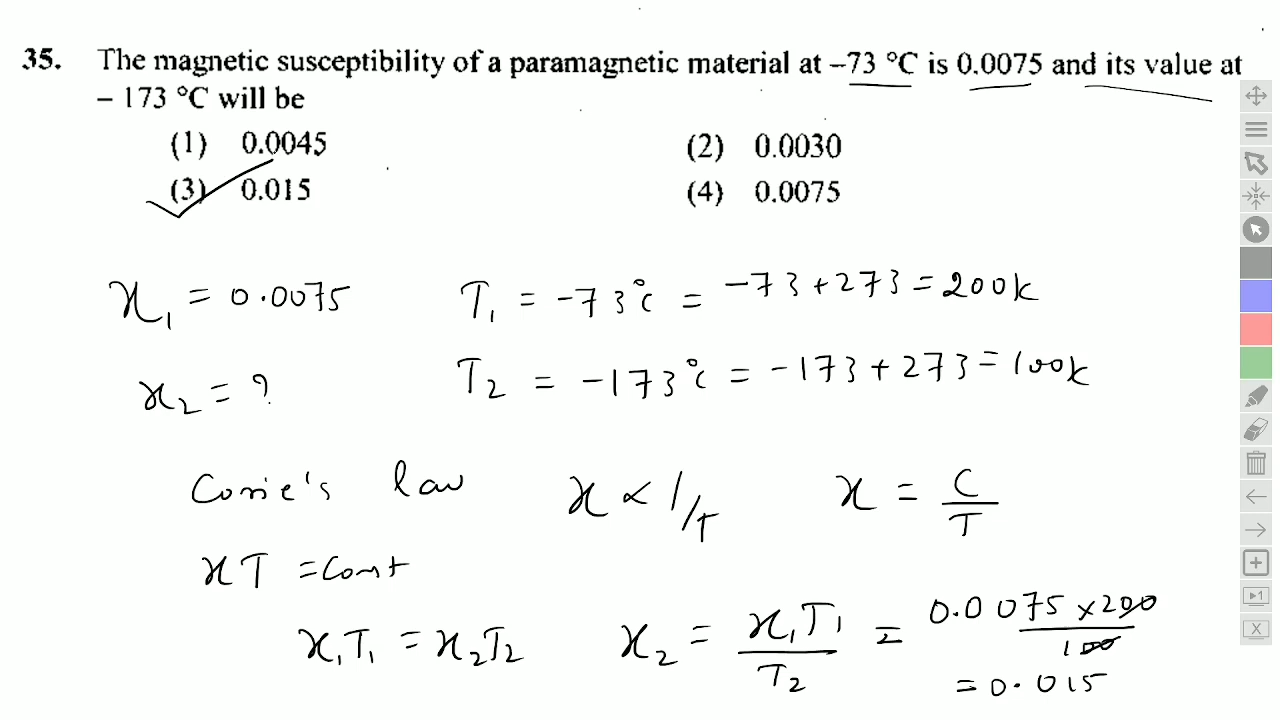 35. The magnetic susceptibility of a paramagnetic material at –73 °C is 0.0075 and its value at
– 173 °C will be
(1) 0.0045 (2) 0.0030
(3) 0.015 (4) 0.0075
χ₁ = 0.0075 T₁ = -73°c = -73+273 = 200k
χ₂ = ? T₂ = -173°c = -173+273 = 100k
Corie's law χ ∝ 1/T χ = C/T
χT = Const
χ₁T₁ = χ₂T₂ χ₂ = χ₁T₁/T₂ = 0.0075 × 200/100
= 0.015